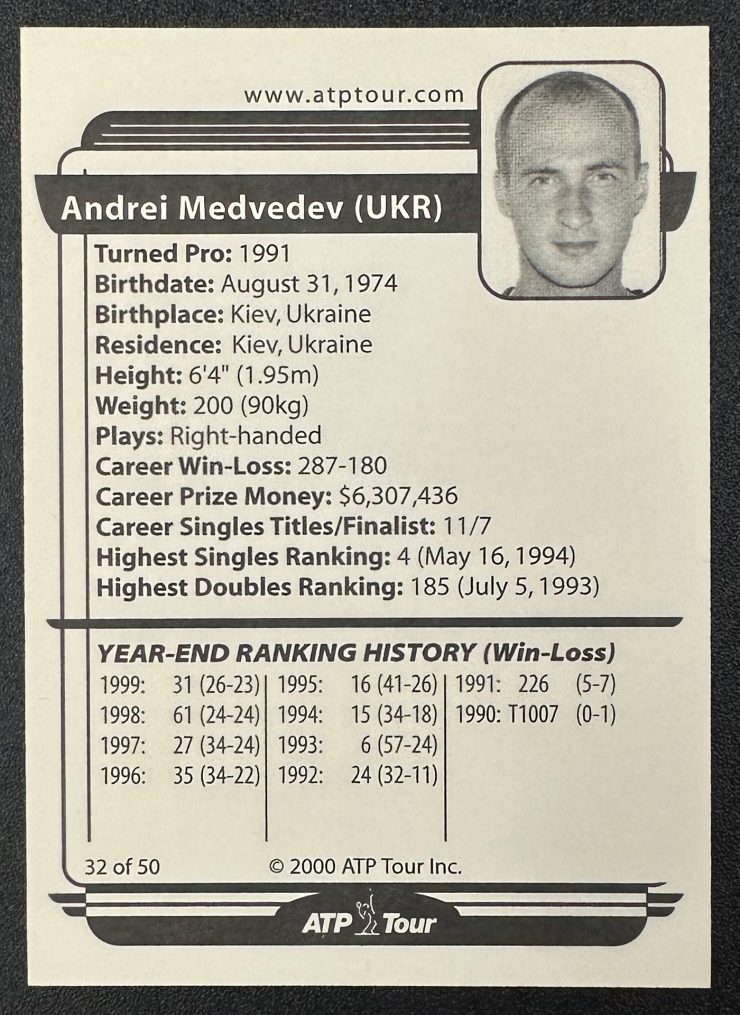 www.atptour.com
Andrei Medvedev (UKR)
Turned Pro: 1991
Birthdate: August 31, 1974
Birthplace: Kiev, Ukraine
Residence: Kiev, Ukraine
Height: 6'4" (1.95m)
Weight: 200 (90kg)
Plays: Right-handed
Career Win-Loss: 287-180
Career Prize Money: $6,307,436
Career Singles Titles/Finalist: 11/7
Highest Singles Ranking: 4 (May 16, 1994)
Highest Doubles Ranking: 185 (July 5, 1993)
YEAR-END RANKING HISTORY (Win-Loss)
1999: 31 (26-23) 1995: 16 (41-26) 1991: 226 (5-7)
1998: 61 (24-24) 1994: 15 (34-18) 1990: T1007 (0-1)
1997: 27 (34-24) 1993: 6 (57-24)
1996: 35 (34-22) 1992: 24 (32-11)
32 of 50 © 2000 ATP Tour Inc.
ATP Tour